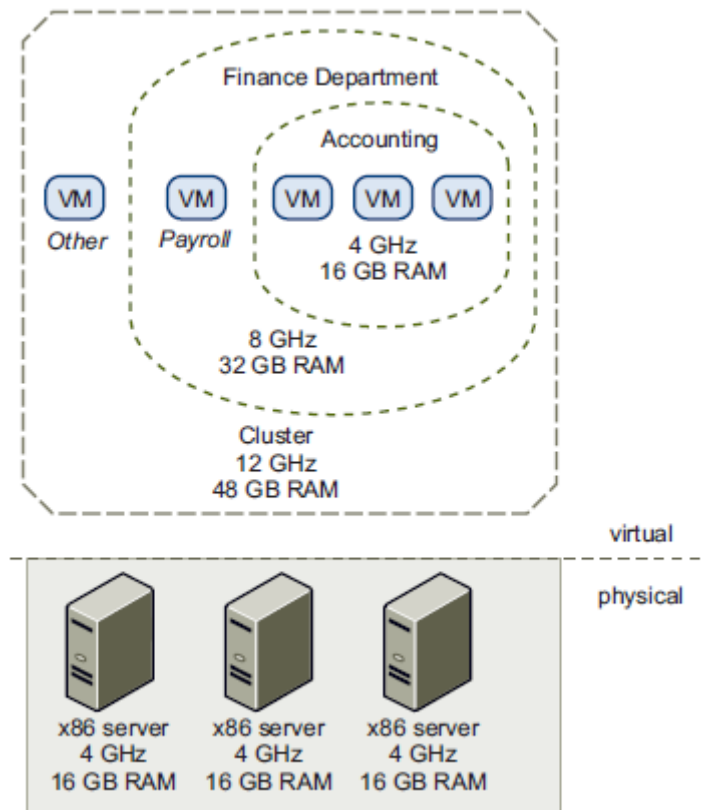 Finance Department
Accounting
VM VM VM VM VM
Other Payroll
4 GHz
16 GB RAM
8 GHz
32 GB RAM
Cluster
12 GHz
48 GB RAM
virtual
physical
x86 server x86 server x86 server
4 GHz 4 GHz 4 GHz
16 GB RAM 16 GB RAM 16 GB RAM